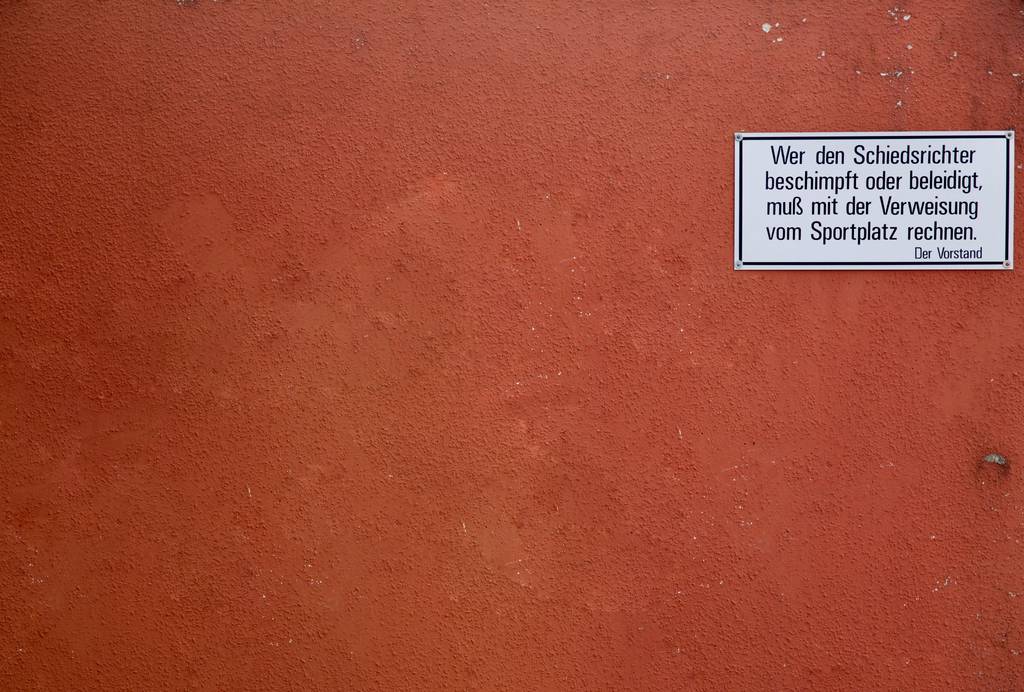 Wer den Schiedsrichter
beschimpft oder beleidigt,
muß mit der Verweisung
vom Sportplatz rechnen.
Der Vorstand